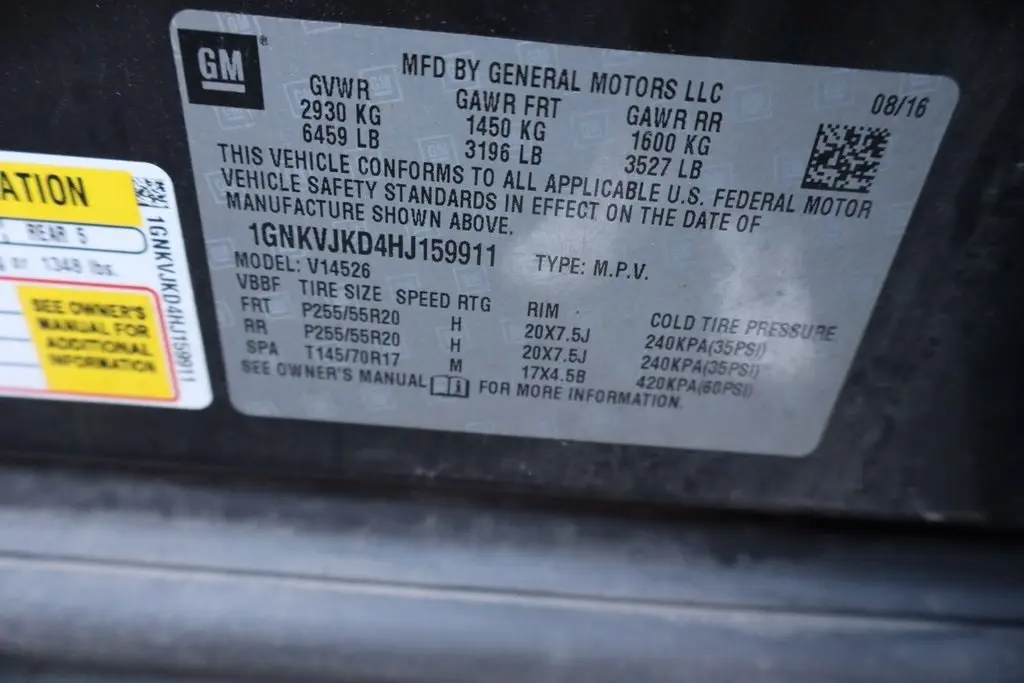 GM
MFD BY GENERAL MOTORS LLC
08/16
GVWR GAWR FRT GAWR RR
2930 KG 1450 KG 1600 KG
6459 LB 3196 LB 3527 LB
THIS VEHICLE CONFORMS TO ALL APPLICABLE U.S. FEDERAL MOTOR
VEHICLE SAFETY STANDARDS IN EFFECT ON THE DATE OF
MANUFACTURE SHOWN ABOVE.
1GNKVJKD4HJ159911 TYPE: M.P.V.
MODEL: V14526
VBBF TIRE SIZE SPEED RTG RIM COLD TIRE PRESSURE
FRT P255/55R20 H 20X7.5J 240KPA(35PSI)
RR P255/55R20 H 20X7.5J 240KPA(35PSI)
SPA T145/70R17 M 17X4.5B 420KPA(60PSI)
SEE OWNER'S MANUAL i FOR MORE INFORMATION.
ATION
REAR 5
or 1348 lbs.
SEE OWNER'S
MANUAL FOR
ADDITIONAL
INFORMATION
1GNKVJKD4HJ159911